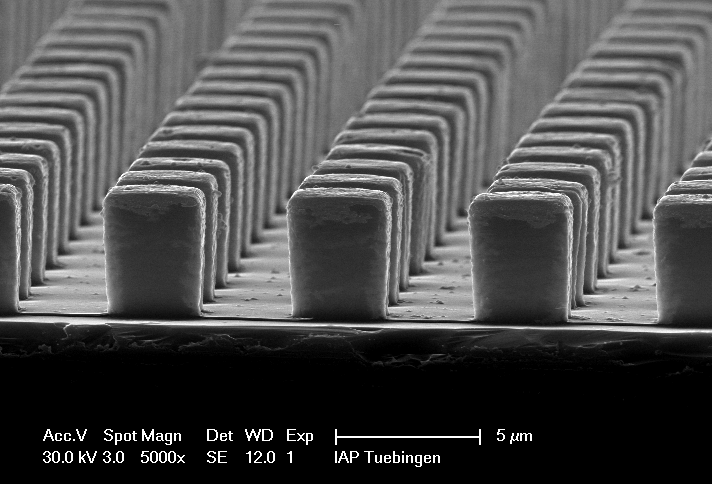 Acc.V Spot Magn Det WD Exp 5 µm
30.0 kV 3.0 5000x SE 12.0 1 IAP Tuebingen